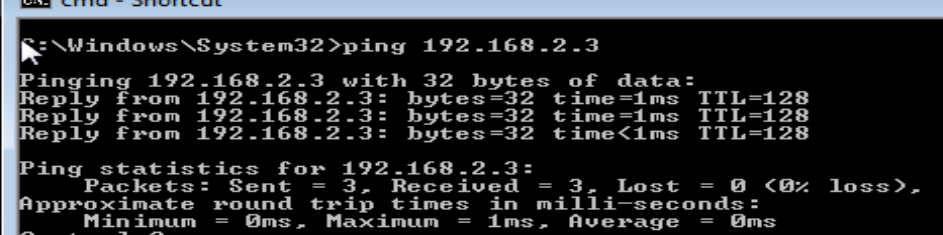 cmd - Shortcut
C:\Windows\System32>ping 192.168.2.3
Pinging 192.168.2.3 with 32 bytes of data:
Reply from 192.168.2.3: bytes=32 time=1ms TTL=128
Reply from 192.168.2.3: bytes=32 time=1ms TTL=128
Reply from 192.168.2.3: bytes=32 time<1ms TTL=128
Ping statistics for 192.168.2.3:
Packets: Sent = 3, Received = 3, Lost = 0 (0% loss),
Approximate round trip times in milli-seconds:
Minimum = 0ms, Maximum = 1ms, Average = 0ms